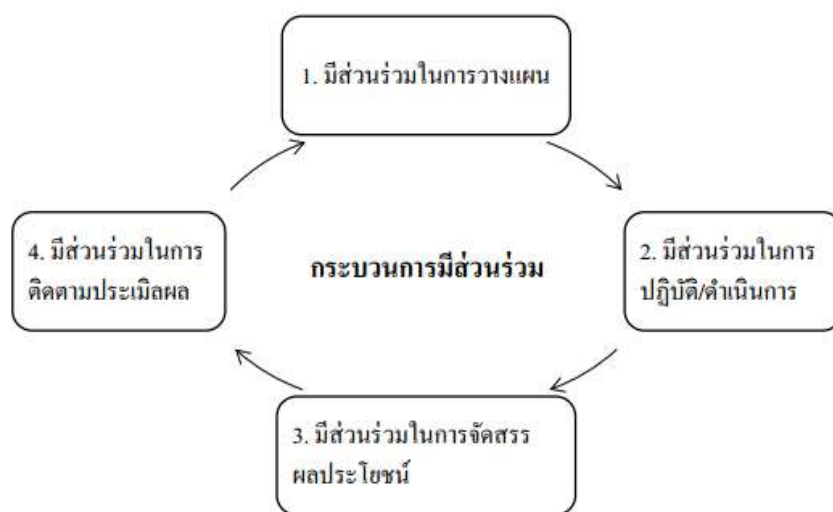 1. มีส่วนร่วมในการวางแผน
4. มีส่วนร่วมในการ
ติดตามประเมิลผล
กระบวนการมีส่วนร่วม
2. มีส่วนร่วมในการ
ปฏิบัติ/ดำเนินการ
3. มีส่วนร่วมในการจัดสรร
ผลประโยชน์